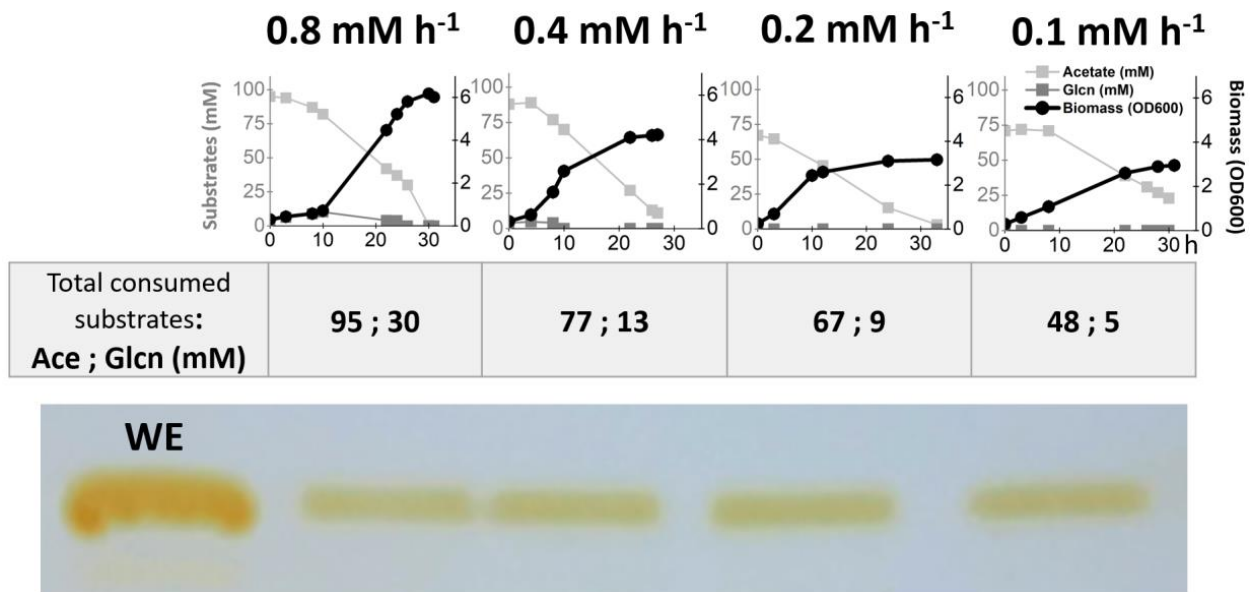 0.8 mM h-1 0.4 mM h-1 0.2 mM h-1 0.1 mM h-1
Substrates (mM)
100
75
50
25
0
6
4
2
0
0 10 20 30
100
75
50
25
0
6
4
2
0
0 10 20 30
100
75
50
25
0
6
4
2
0
0 10 20 30
100
75
50
25
0
Acetate (mM)
Glcn (mM)
Biomass (OD600)
6
4
2
0
0 10 20 30 h
Biomass (OD600)
Total consumed
substrates:
Ace ; Glcn (mM)
95 ; 30 77 ; 13 67 ; 9 48 ; 5
WE